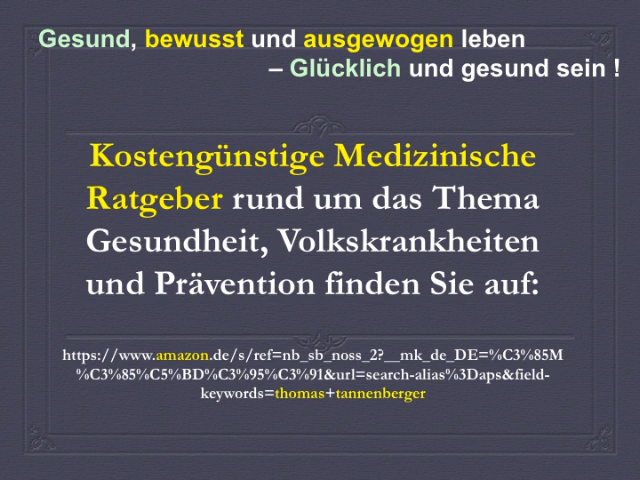 Gesund, bewusst und ausgewogen leben
– Glücklich und gesund sein !
Kostengünstige Medizinische
Ratgeber rund um das Thema
Gesundheit, Volkskrankheiten
und Prävention finden Sie auf:
https://www.amazon.de/s/ref=nb_sb_noss_2?__mk_de_DE=%C3%85M
%C3%85%C5%BD%C3%95%C3%91&url=search-alias%3Daps&field-
keywords=thomas+tannenberger